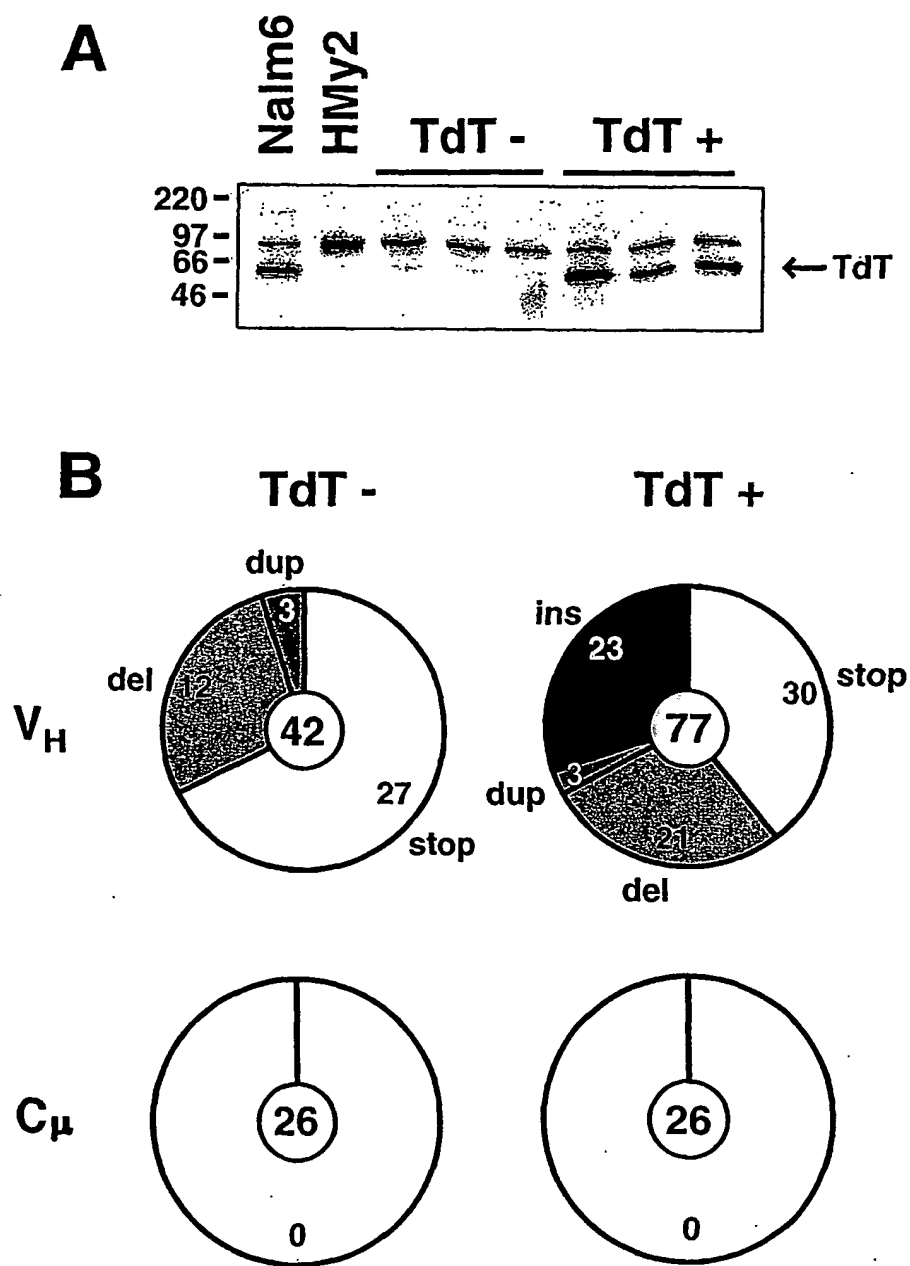 A
Nalm6
HMy2
TdT -
TdT +
220
97
66
46
←TdT
B
TdT -
TdT +
VH
dup
3
del
12
42
27
stop
ins
23
77
30
stop
dup
3
21
del
Cμ
26
0
26
0